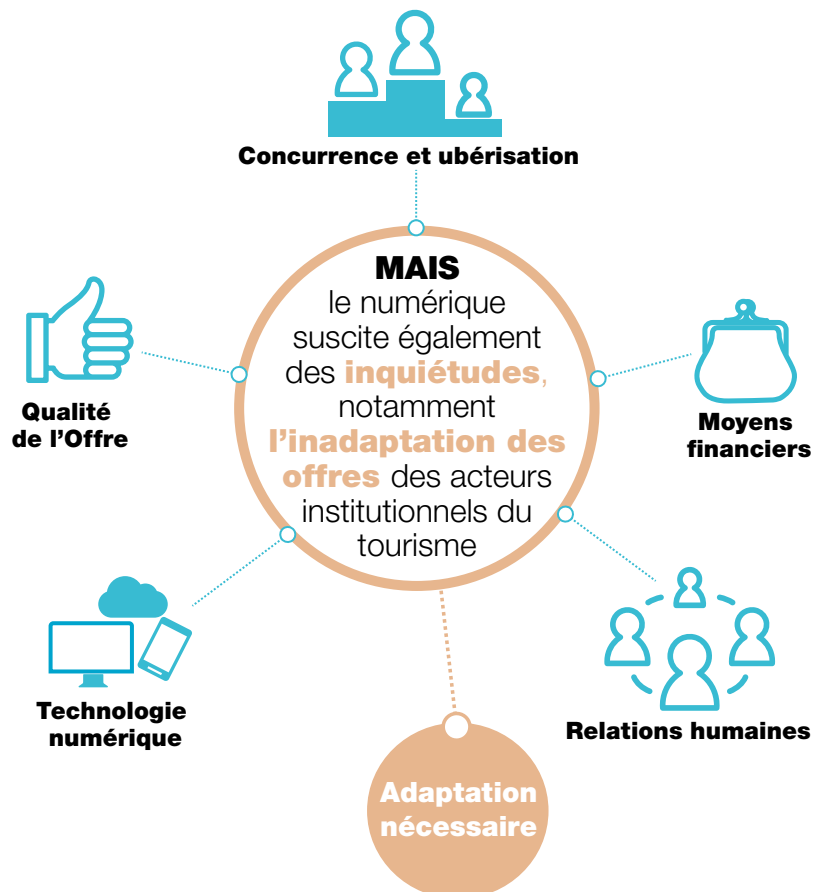 Concurrence et ubérisation
MAIS
le numérique
suscite également
des inquiétudes,
notamment
l’inadaptation des
offres des acteurs
institutionnels du
tourisme
Qualité
de l’Offre
Moyens
financiers
Technologie
numérique
Relations humaines
Adaptation
nécessaire